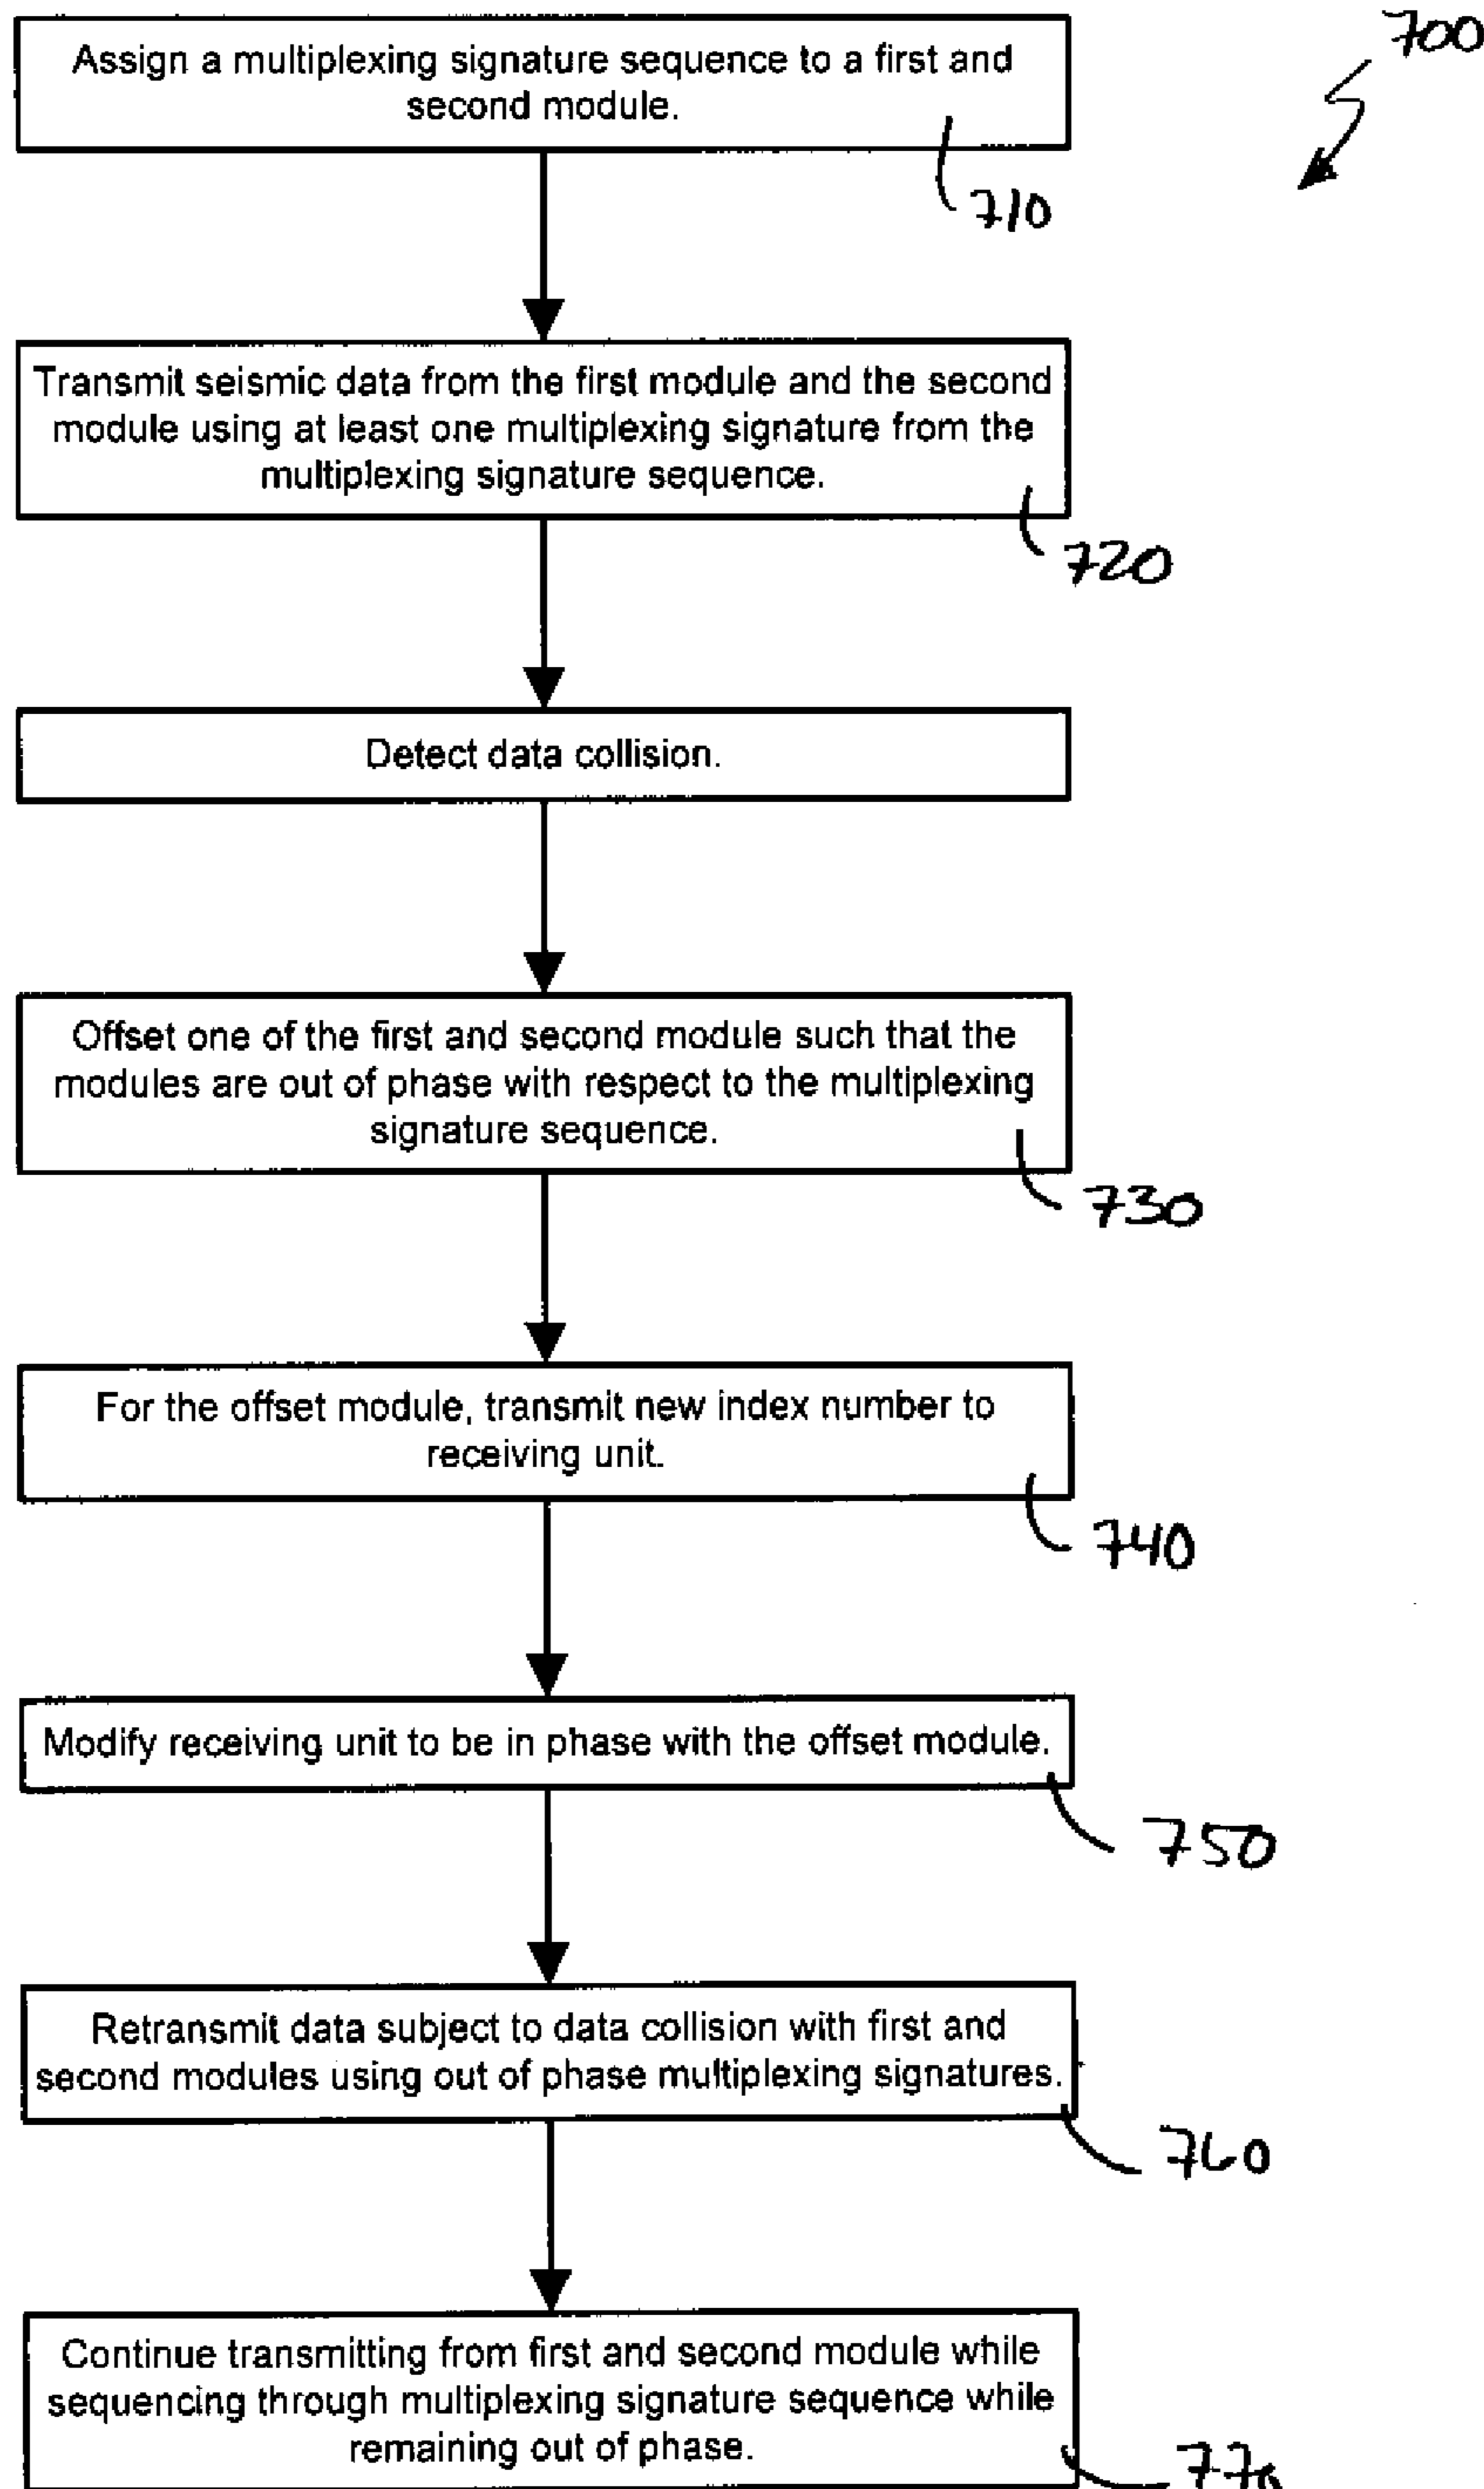 700
Assign a multiplexing signature sequence to a first and
second module.
710
Transmit seismic data from the first module and the second
module using at least one multiplexing signature from the
multiplexing signature sequence.
720
Detect data collision.
Offset one of the first and second module such that the
modules are out of phase with respect to the multiplexing
signature sequence.
730
For the offset module, transmit new index number to
receiving unit.
740
Modify receiving unit to be in phase with the offset module.
750
Retransmit data subject to data collision with first and
second modules using out of phase multiplexing signatures.
760
Continue transmitting from first and second module while
sequencing through multiplexing signature sequence while
remaining out of phase.
770